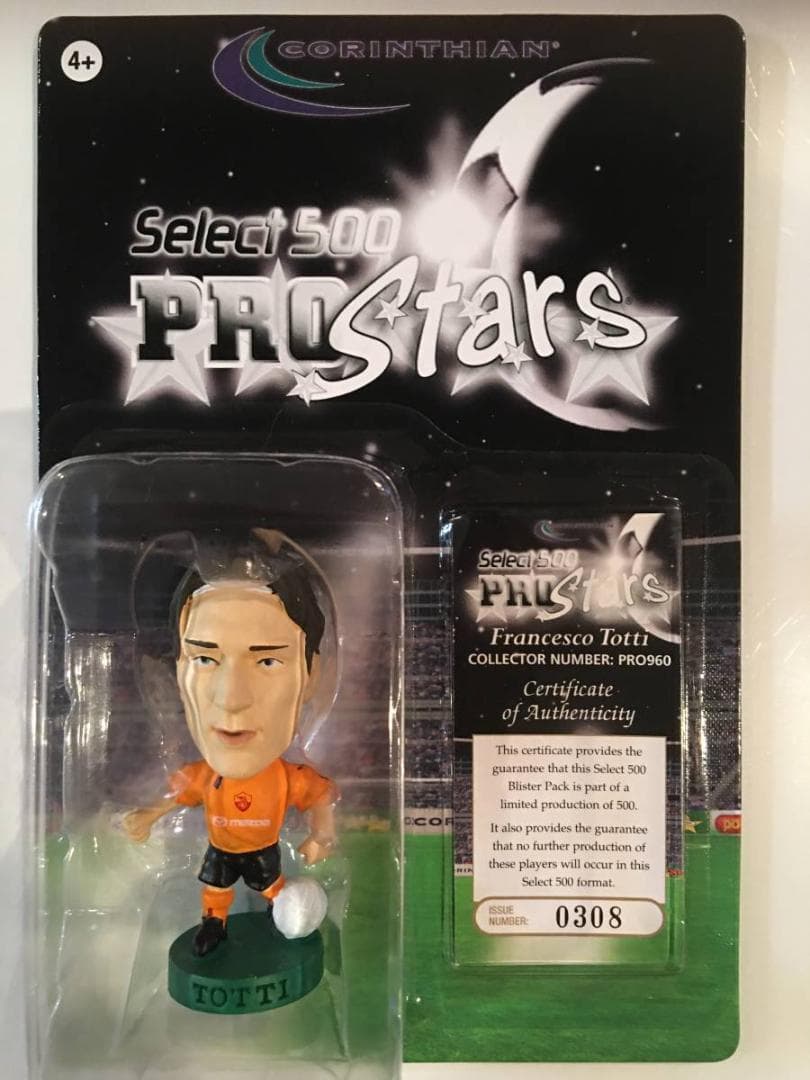 4+
CORINTHIAN
Select 500
PROStars
Select 500
PROStars
Francesco Totti
COLLECTOR NUMBER: PRO960
Certificate
of Authenticity
This certificate provides the
guarantee that this Select 500
Blister Pack is part of a
limited production of 500.
It also provides the guarantee
that no further production of
these players will occur in this
Select 500 format.
ISSUE
NUMBER: 0308
mazda
TOTTI